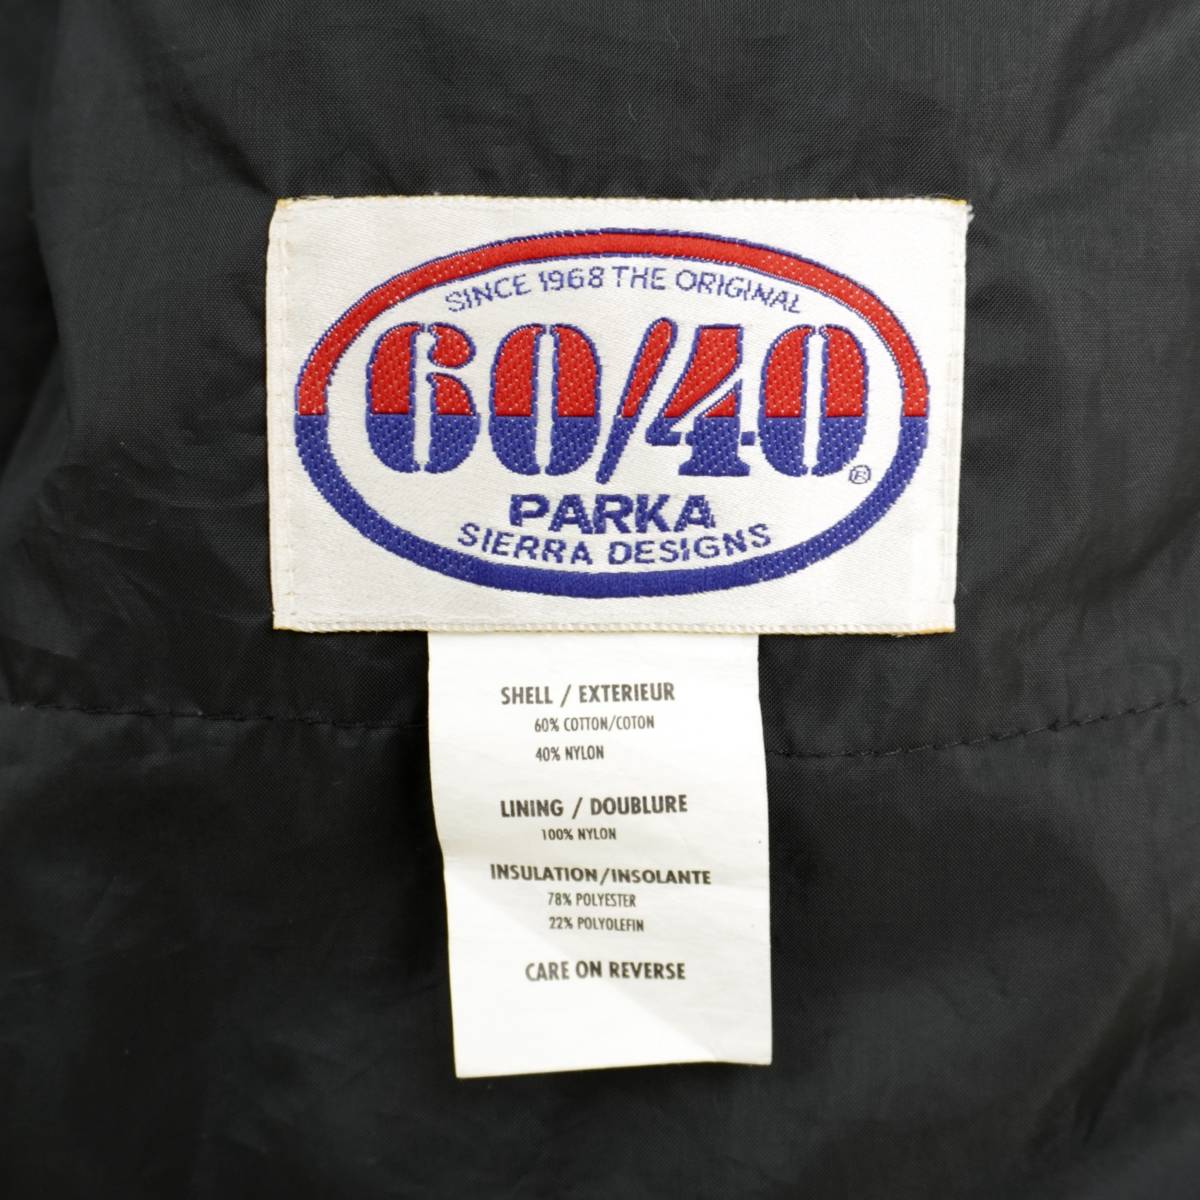 SINCE 1968 THE ORIGINAL
60/40®
PARKA
SIERRA DESIGNS
SHELL / EXTERIEUR
60% COTTON/COTON
40% NYLON
LINING / DOUBLURE
100% NYLON
INSULATION/INSOLANTE
78% POLYESTER
22% POLYOLEFIN
CARE ON REVERSE